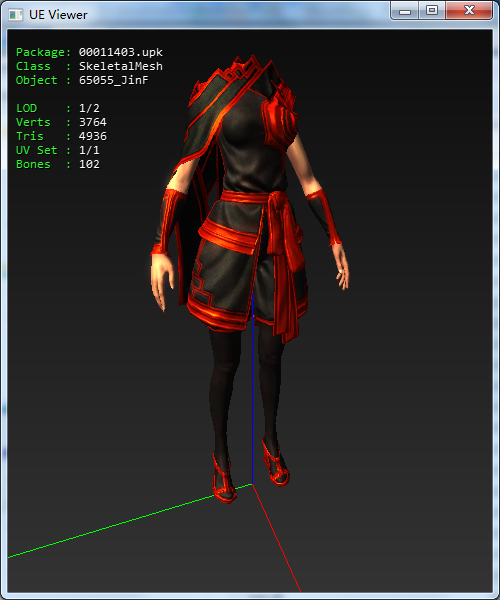 UE Viewer
Package: 00011403.upk
Class : SkeletalMesh
Object : 65055_JinF
LOD : 1/2
Verts : 3764
Tris : 4936
UV Set : 1/1
Bones : 102